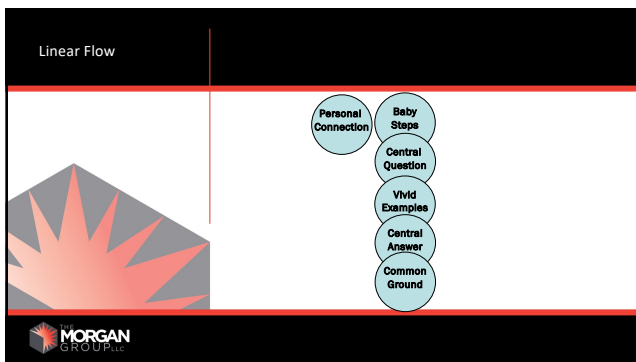 Linear Flow
Personal
Connection
Baby
Steps
Central
Question
Vivid
Examples
Central
Answer
Common
Ground
THE
MORGAN
GROUP LLC